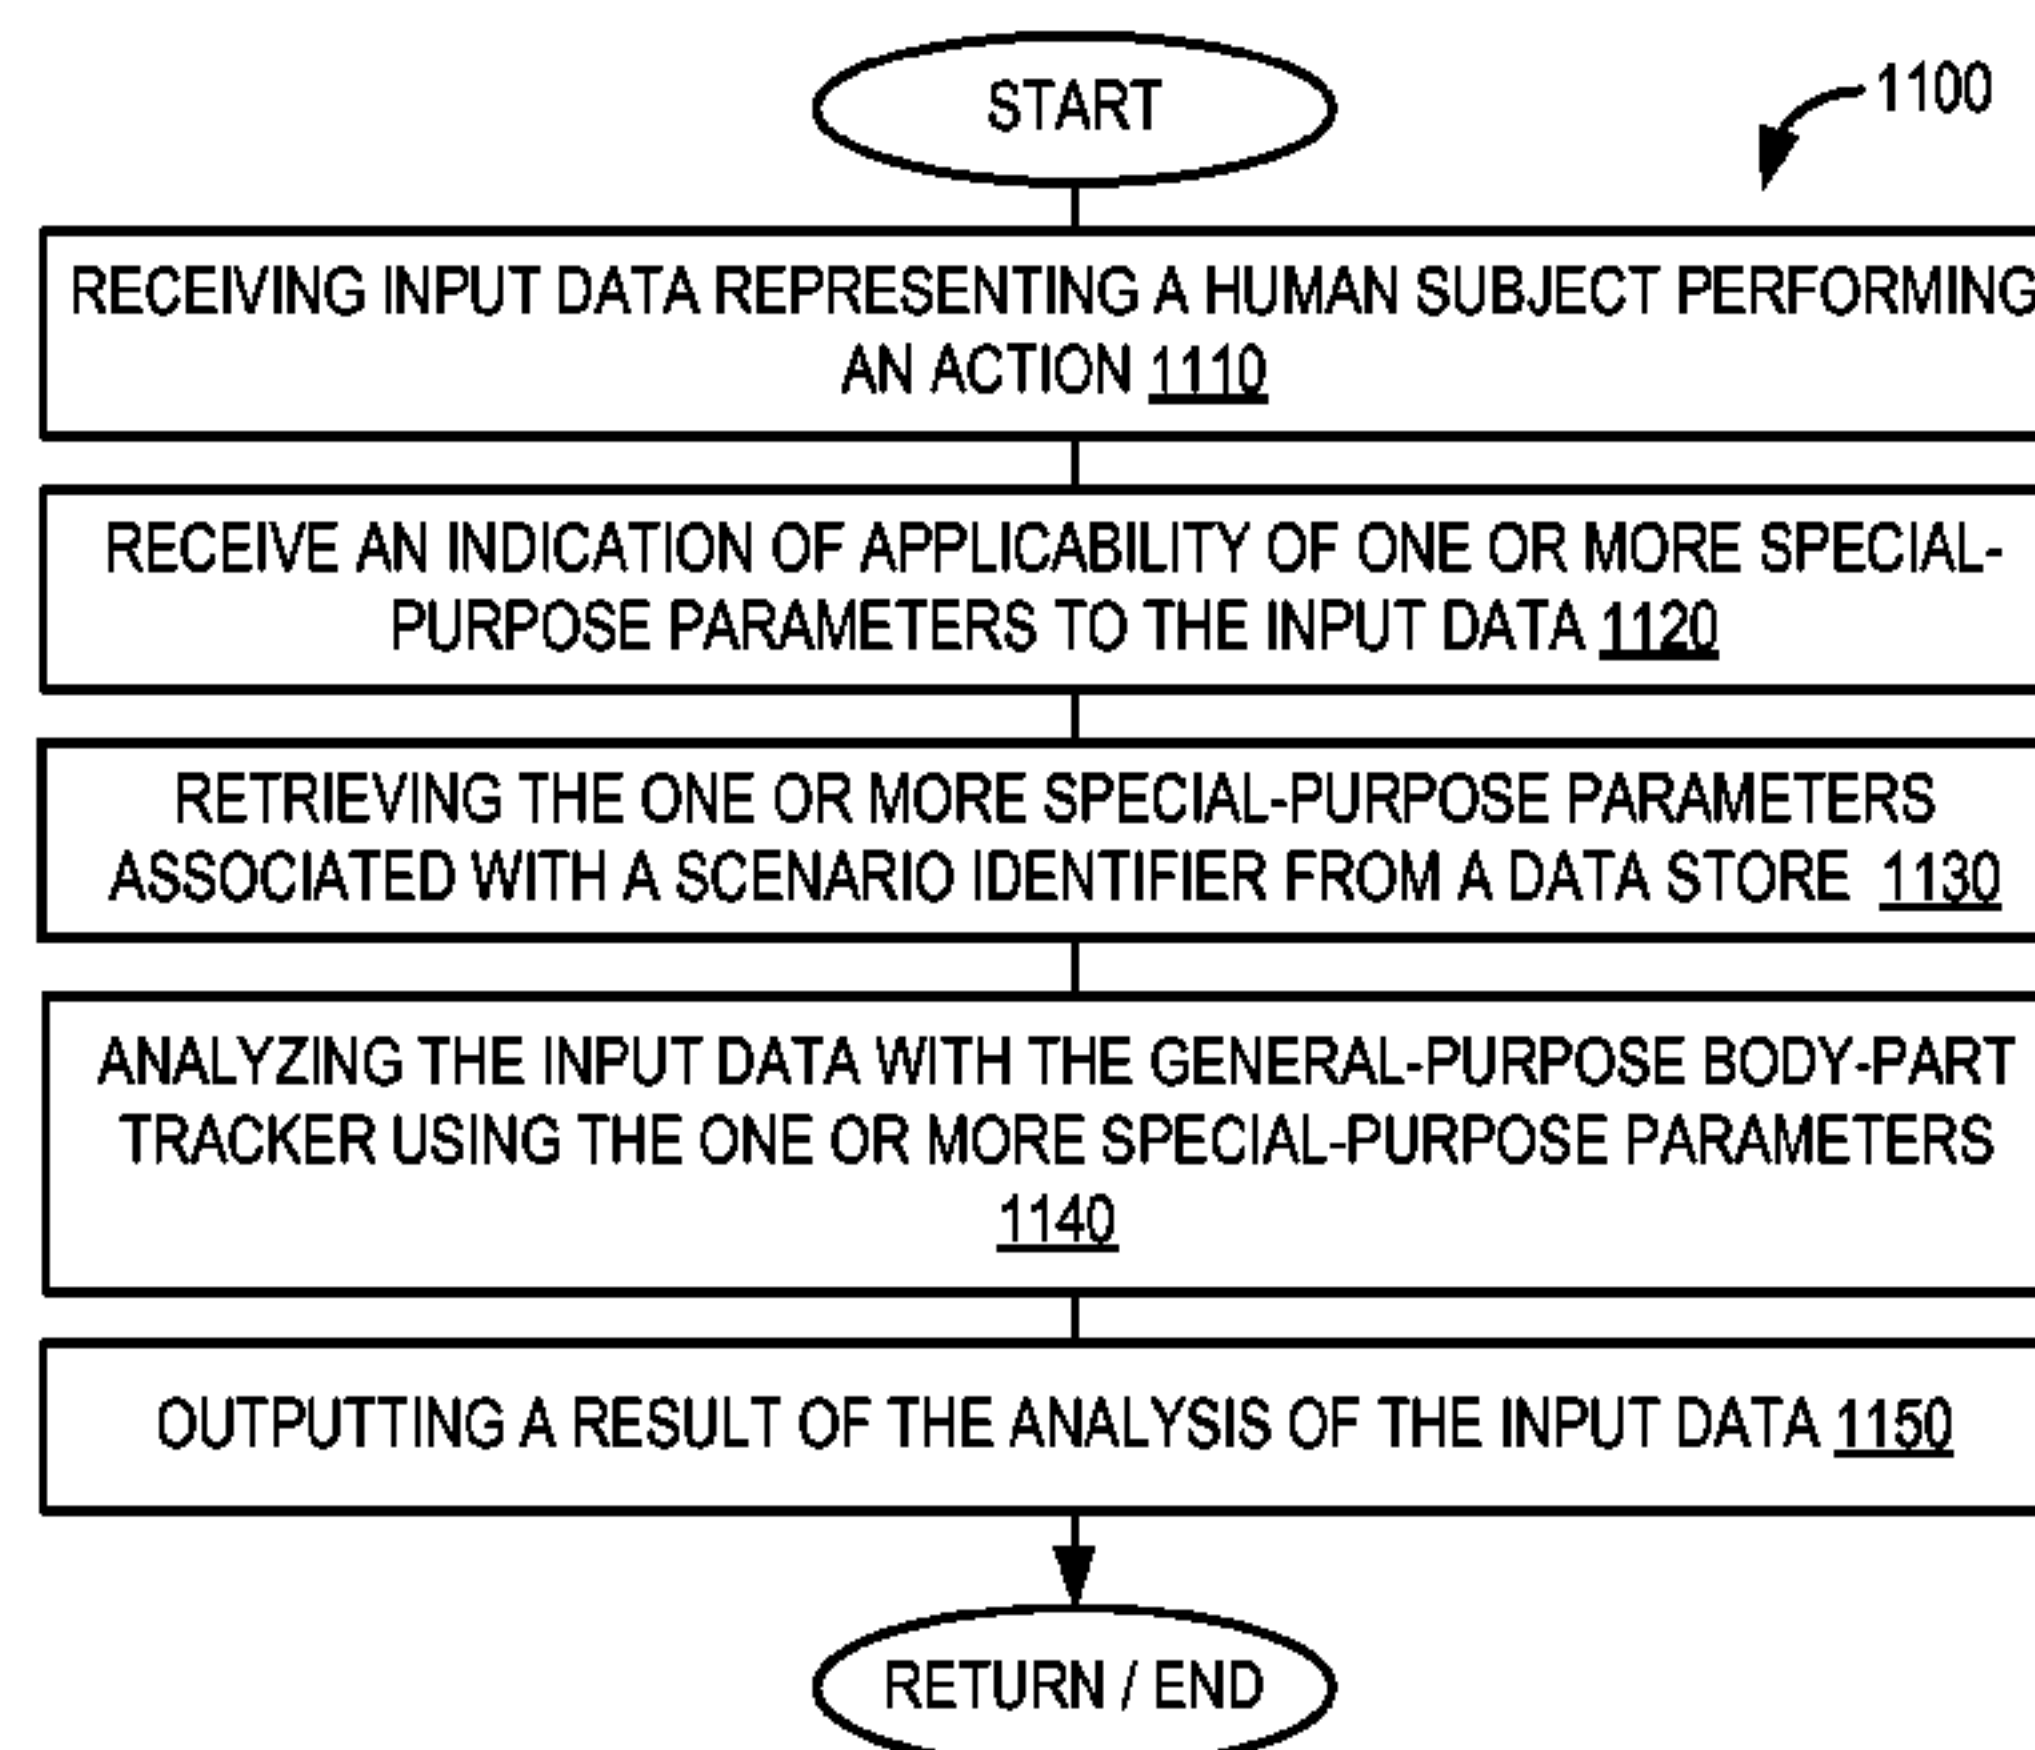 START
1100
RECEIVING INPUT DATA REPRESENTING A HUMAN SUBJECT PERFORMING
AN ACTION 1110
RECEIVE AN INDICATION OF APPLICABILITY OF ONE OR MORE SPECIAL-
PURPOSE PARAMETERS TO THE INPUT DATA 1120
RETRIEVING THE ONE OR MORE SPECIAL-PURPOSE PARAMETERS
ASSOCIATED WITH A SCENARIO IDENTIFIER FROM A DATA STORE 1130
ANALYZING THE INPUT DATA WITH THE GENERAL-PURPOSE BODY-PART
TRACKER USING THE ONE OR MORE SPECIAL-PURPOSE PARAMETERS
1140
OUTPUTTING A RESULT OF THE ANALYSIS OF THE INPUT DATA 1150
RETURN / END